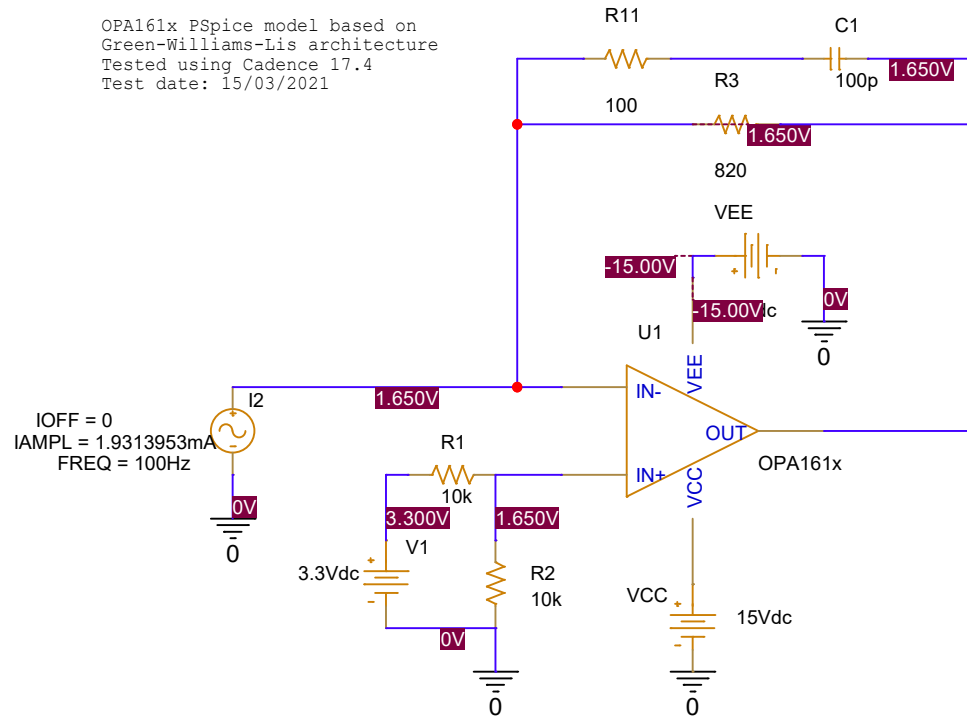 OPA161x PSpice model based on
Green-Williams-Lis architecture
Tested using Cadence 17.4
Test date: 15/03/2021
R11
100
C1
100p
1.650V
R3
1.650V
820
VEE
-15.00V
-15.00V
dc
0V
0
U1
VEE
IN-
OUT
IN+
VCC
OPA161x
1.650V
I2
IOFF = 0
IAMPL = 1.9313953mA
FREQ = 100Hz
0V
0
R1
10k
3.300V
1.650V
V1
3.3Vdc
R2
10k
0V
0
VCC
15Vdc
0